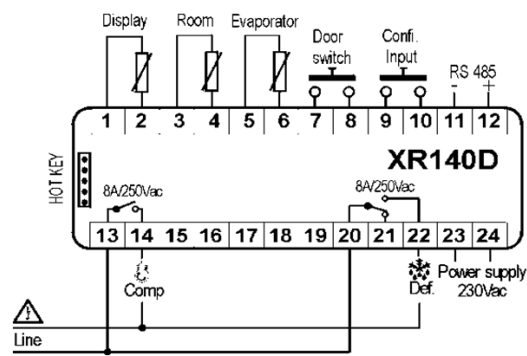 Display Room Evaporator Door switch Confi. Input RS 485
- +
1 2 3 4 5 6 7 8 9 10 11 12
HOT KEY
XR140D
8A/250Vac 8A/250Vac
13 14 15 16 17 18 19 20 21 22 23 24
Comp Def. Power supply 230Vac
Line